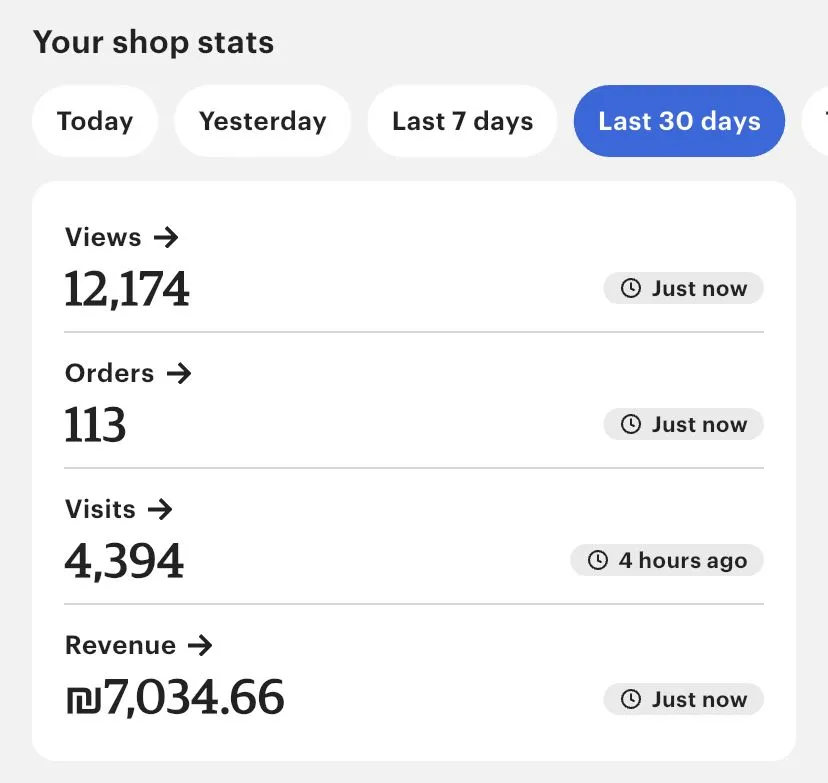 Your shop stats
Today Yesterday Last 7 days Last 30 days
Views →
12,174 Just now
Orders →
113 Just now
Visits →
4,394 4 hours ago
Revenue →
₪7,034.66 Just now